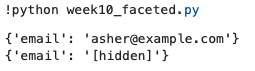 !python week10_faceted.py
{'email': 'asher@example.com'}
{'email': '[hidden]'}